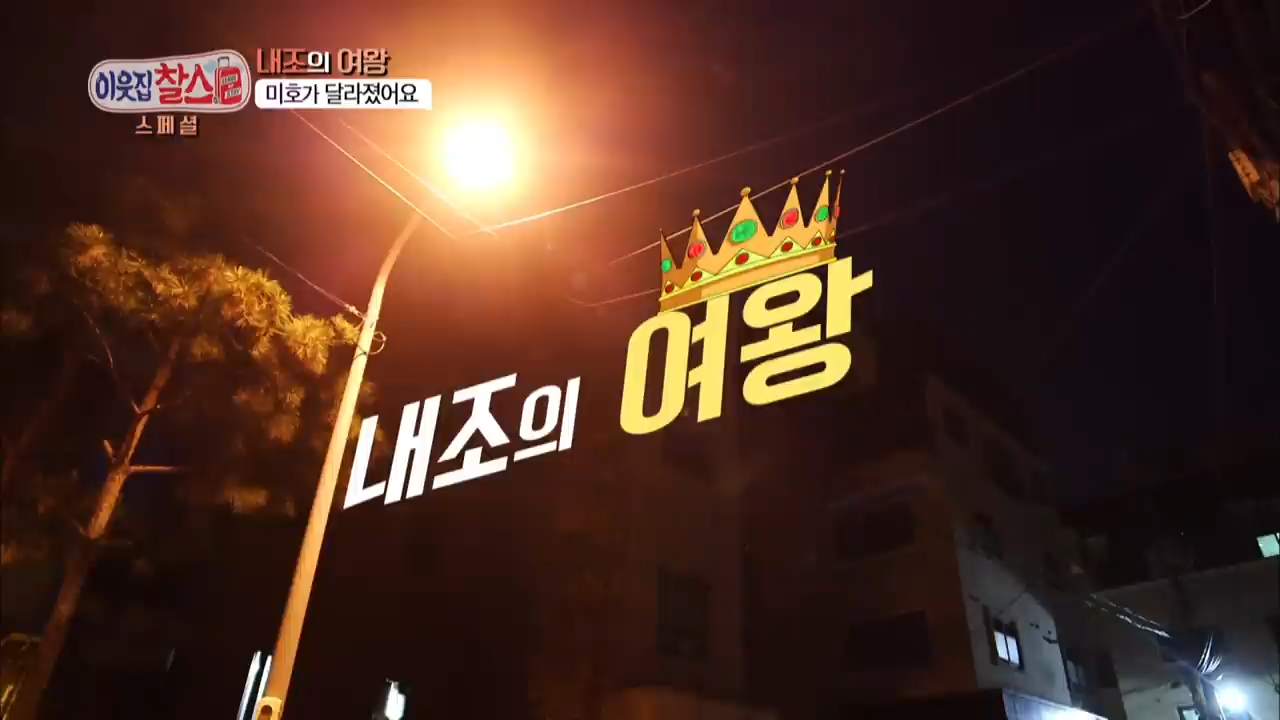 이웃집 찰스
스페셜
내조의 여왕
미호가 달라졌어요
내조의 여왕